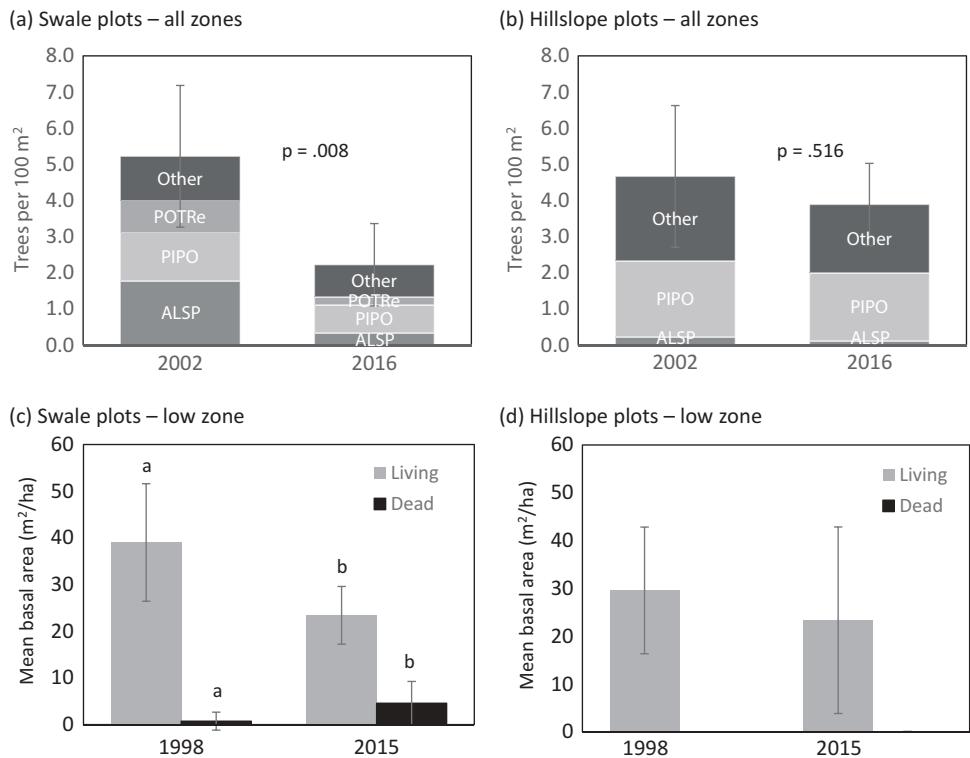 (a) Swale plots – all zones
8.0
7.0
6.0
5.0
4.0
3.0
2.0
1.0
0.0
Trees per 100 m²
p = .008
Other
POTRe
PIPO
ALSP
Other
POTRe
PIPO
ALSP
2002
2016
(b) Hillslope plots – all zones
8.0
7.0
6.0
5.0
4.0
3.0
2.0
1.0
0.0
Trees per 100 m²
p = .516
Other
PIPO
ALSP
Other
PIPO
ALSP
2002
2016
(c) Swale plots – low zone
60
50
40
30
20
10
0
Mean basal area (m²/ha)
Living
Dead
a
a
b
b
1998
2015
(d) Hillslope plots – low zone
60
50
40
30
20
10
0
Mean basal area (m²/ha)
Living
Dead
1998
2015